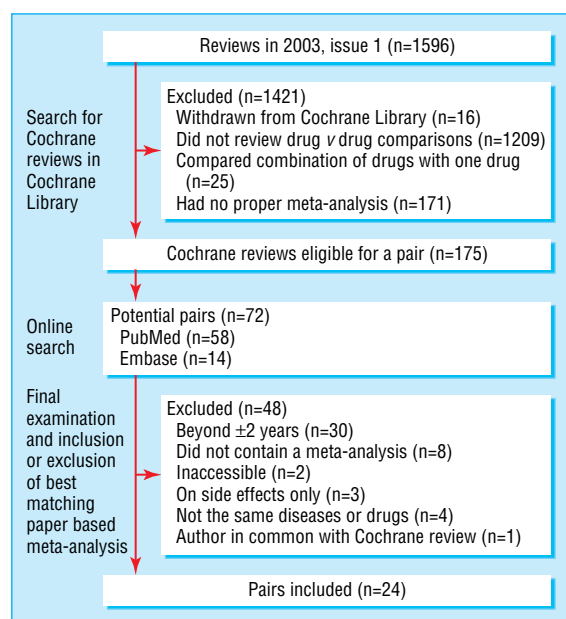 Reviews in 2003, issue 1 (n=1596)
Search for
Cochrane
reviews in
Cochrane
Library
Excluded (n=1421)
Withdrawn from Cochrane Library (n=16)
Did not review drug v drug comparisons (n=1209)
Compared combination of drugs with one drug
(n=25)
Had no proper meta-analysis (n=171)
Cochrane reviews eligible for a pair (n=175)
Online
search
Potential pairs (n=72)
PubMed (n=58)
Embase (n=14)
Final
examination
and inclusion
or exclusion
of best
matching
paper based
meta-analysis
Excluded (n=48)
Beyond ±2 years (n=30)
Did not contain a meta-analysis (n=8)
Inaccessible (n=2)
On side effects only (n=3)
Not the same diseases or drugs (n=4)
Author in common with Cochrane review (n=1)
Pairs included (n=24)